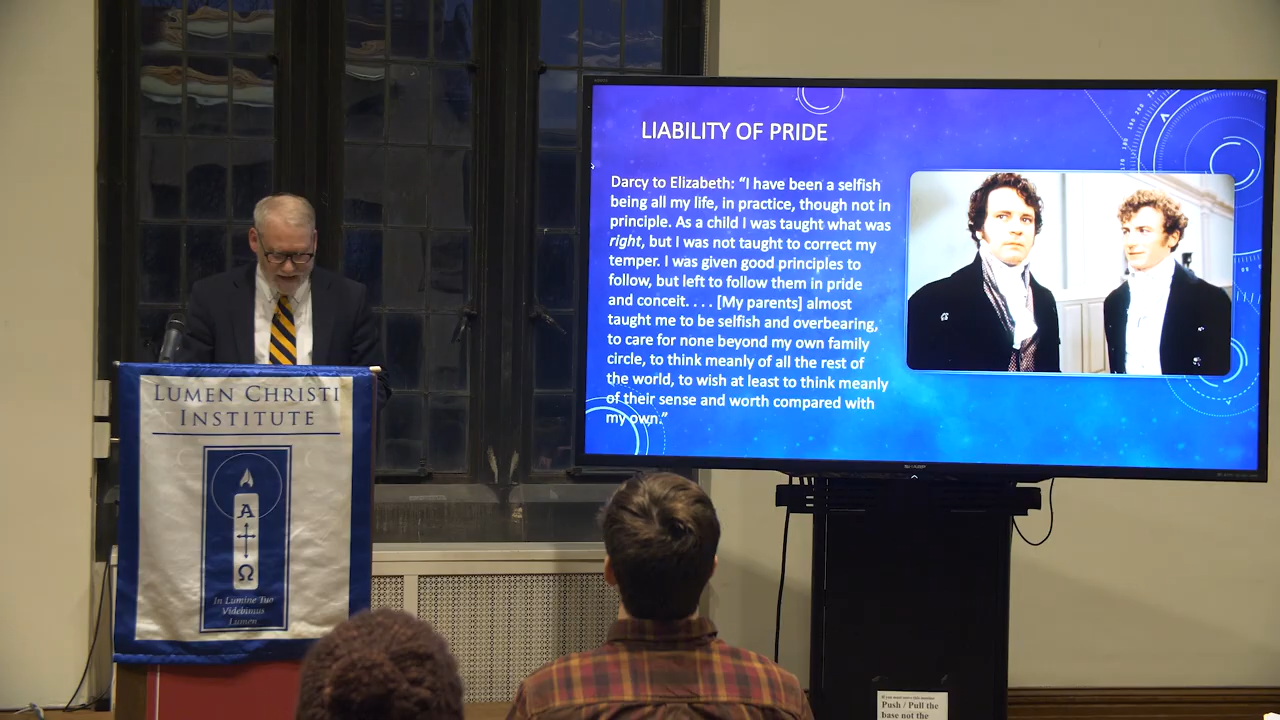 LIABILITY OF PRIDE
Darcy to Elizabeth: “I have been a selfish
being all my life, in practice, though not in
principle. As a child I was taught what was
right, but I was not taught to correct my
temper. I was given good principles to
follow, but left to follow them in pride
and conceit. . . . [My parents] almost
taught me to be selfish and overbearing,
to care for none beyond my own family
circle, to think meanly of all the rest of
the world, to wish at least to think meanly
of their sense and worth compared with
my own.”
SHARP
LUMEN CHRISTI
INSTITUTE
A
Ω
In Lumine Tuo
Videbimus
Lumen
Push / Pull the
base not the